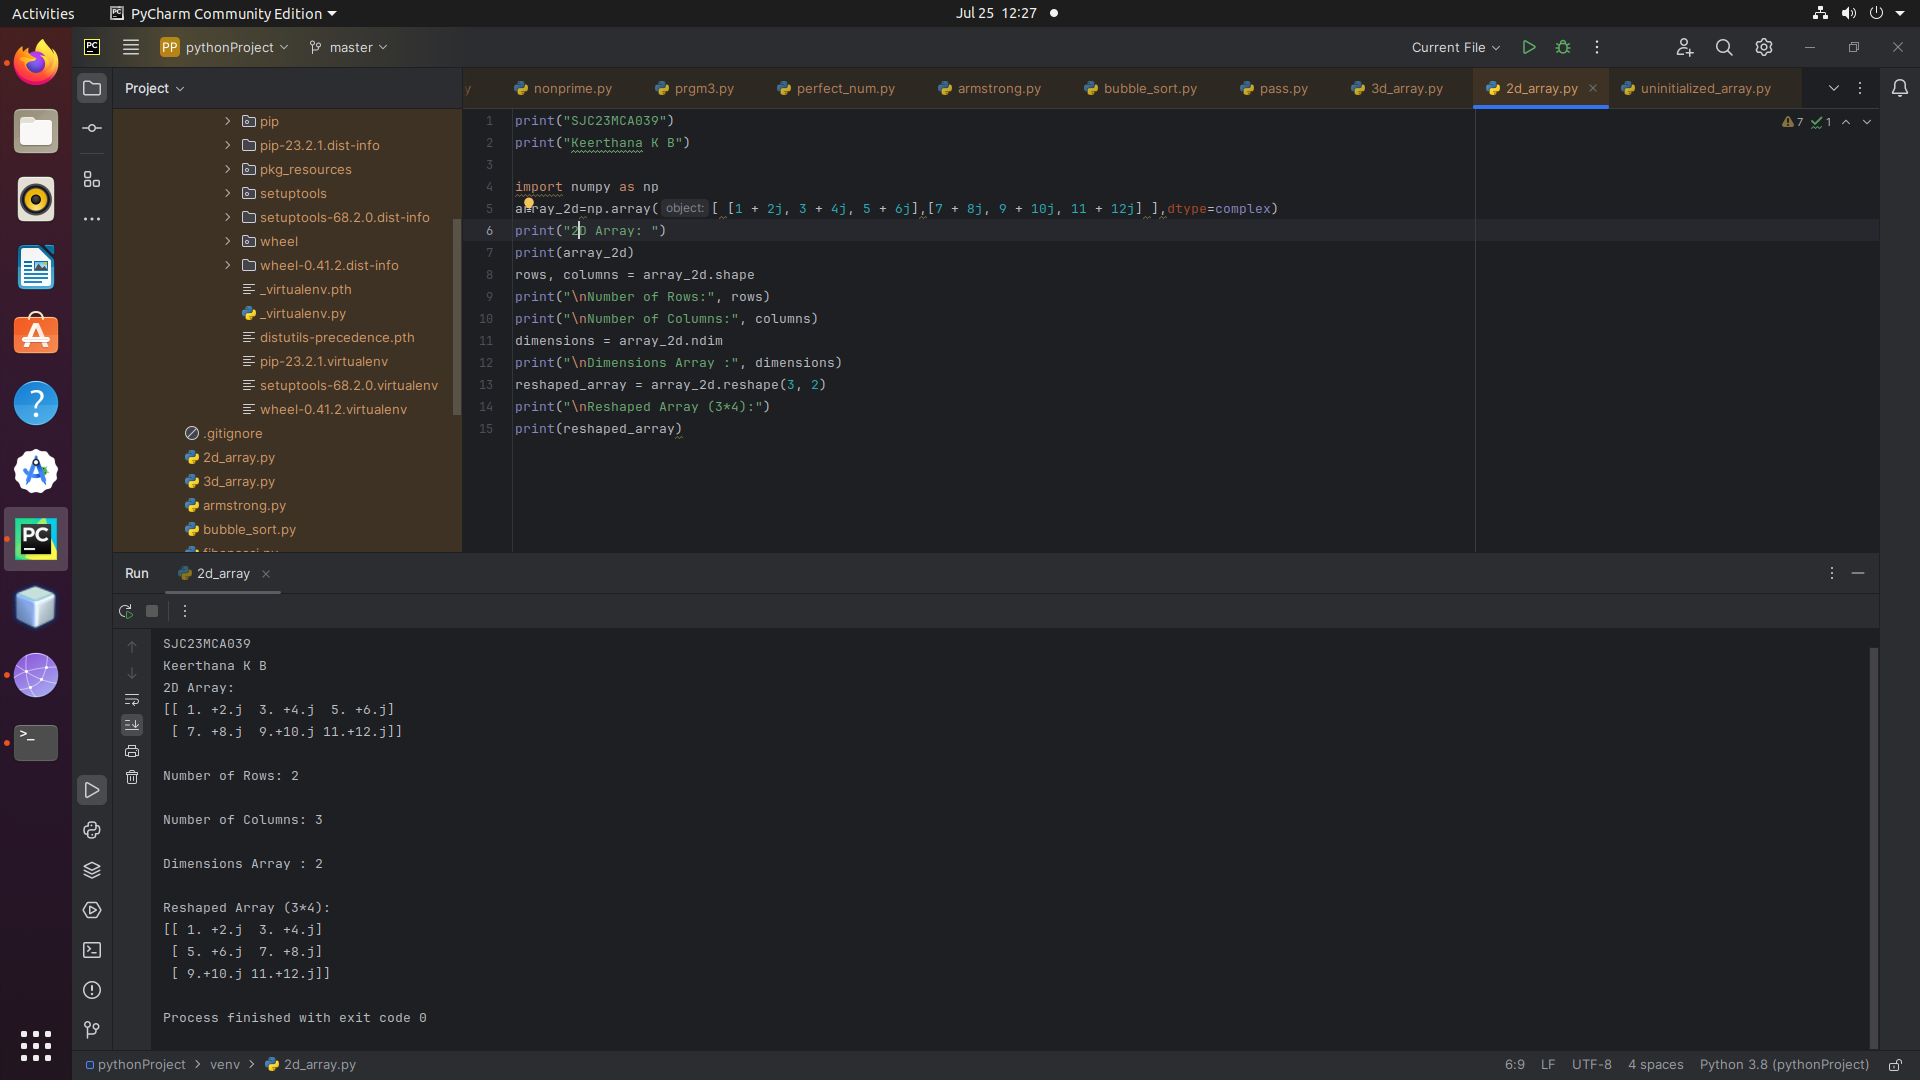 Activities PyCharm Community Edition Jul 25 12:27
PC PP pythonProject master Current File
Project
y nonprime.py prgm3.py perfect_num.py armstrong.py bubble_sort.py pass.py 3d_array.py 2d_array.py uninitialized_array.py
pip
pip-23.2.1.dist-info
pkg_resources
setuptools
setuptools-68.2.0.dist-info
wheel
wheel-0.41.2.dist-info
_virtualenv.pth
_virtualenv.py
distutils-precedence.pth
pip-23.2.1.virtualenv
setuptools-68.2.0.virtualenv
wheel-0.41.2.virtualenv
.gitignore
2d_array.py
3d_array.py
armstrong.py
bubble_sort.py
7 1
1 print("SJC23MCA039")
2 print("Keerthana K B")
3
4 import numpy as np
5 array_2d=np.array( object: [ [1 + 2j, 3 + 4j, 5 + 6j],[7 + 8j, 9 + 10j, 11 + 12j] ],dtype=complex)
6 print("2D Array: ")
7 print(array_2d)
8 rows, columns = array_2d.shape
9 print("\nNumber of Rows:", rows)
10 print("\nNumber of Columns:", columns)
11 dimensions = array_2d.ndim
12 print("\nDimensions Array :", dimensions)
13 reshaped_array = array_2d.reshape(3, 2)
14 print("\nReshaped Array (3*4):")
15 print(reshaped_array)
Run 2d_array
SJC23MCA039
Keerthana K B
2D Array:
[[ 1. +2.j  3. +4.j  5. +6.j]
 [ 7. +8.j  9.+10.j 11.+12.j]]
Number of Rows: 2
Number of Columns: 3
Dimensions Array : 2
Reshaped Array (3*4):
[[ 1. +2.j  3. +4.j]
 [ 5. +6.j  7. +8.j]
 [ 9.+10.j 11.+12.j]]
Process finished with exit code 0
PC
pythonProject > venv > 2d_array.py 6:9 LF UTF-8 4 spaces Python 3.8 (pythonProject)